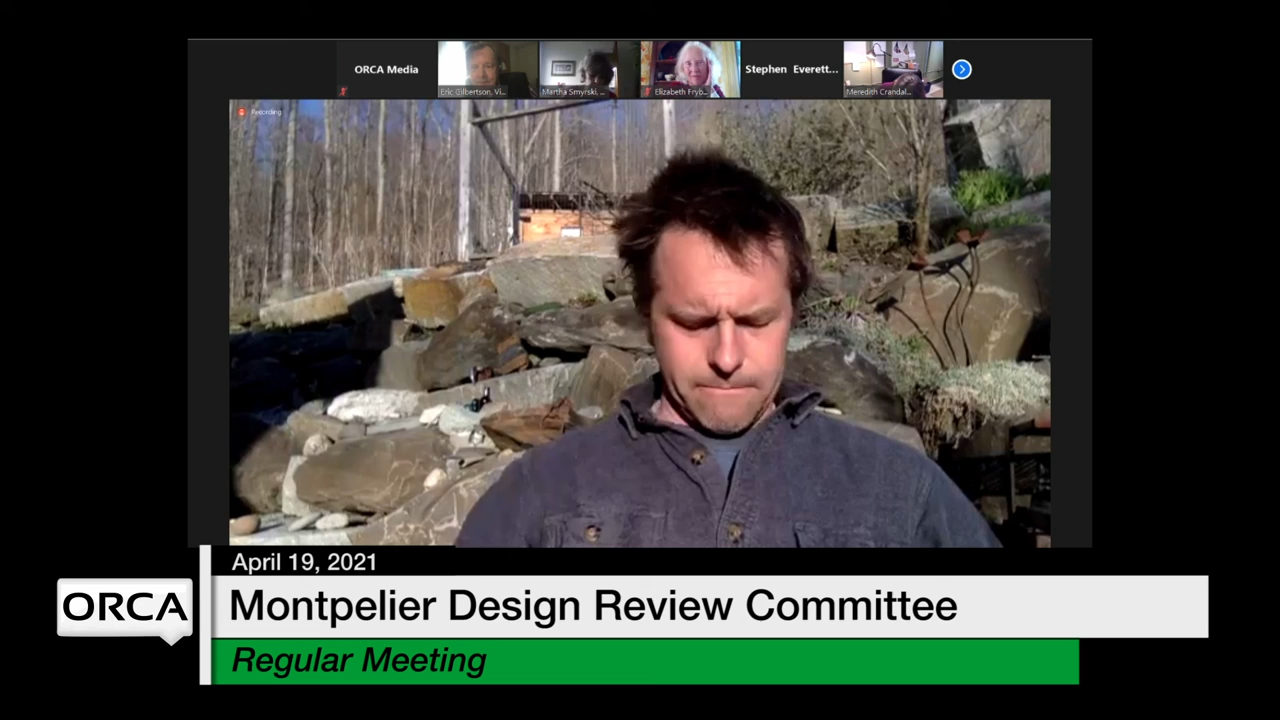 ORCA Media
Eric Gilbertson, Vi...
Martha Smyrski, ...
Elizabeth Fryb...
Stephen Everett...
Meredith Crandal...
Recording
April 19, 2021
ORCA
Montpelier Design Review Committee
Regular Meeting